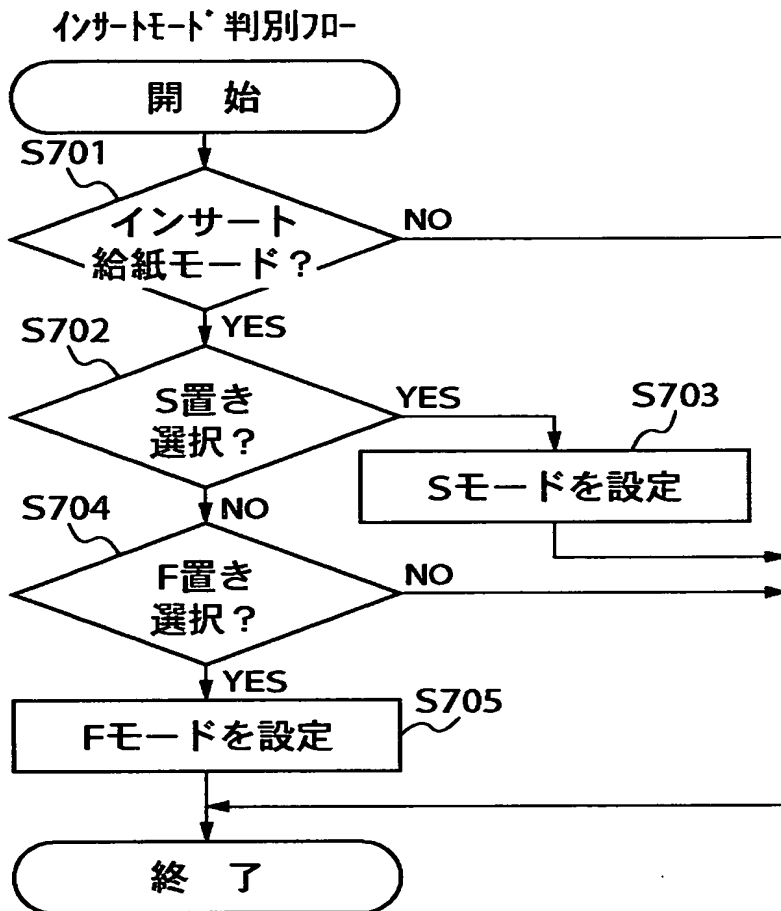 インサートモード判別フロー
開 始
S701
インサート
給紙モード？
NO
YES
S702
S置き
選択？
YES
S703
Sモードを設定
NO
S704
F置き
選択？
NO
YES
S705
Fモードを設定
終 了